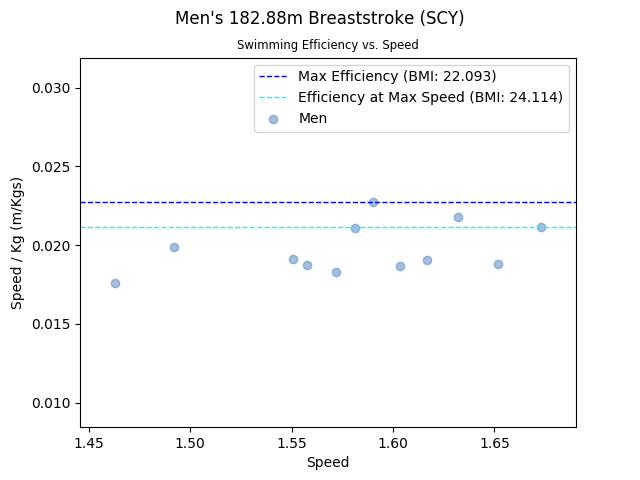 Men's 182.88m Breaststroke (SCY)
Swimming Efficiency vs. Speed
Max Efficiency (BMI: 22.093)
Efficiency at Max Speed (BMI: 24.114)
Men
Speed / Kg (m/Kgs)
0.030
0.025
0.020
0.015
0.010
1.45 1.50 1.55 1.60 1.65
Speed